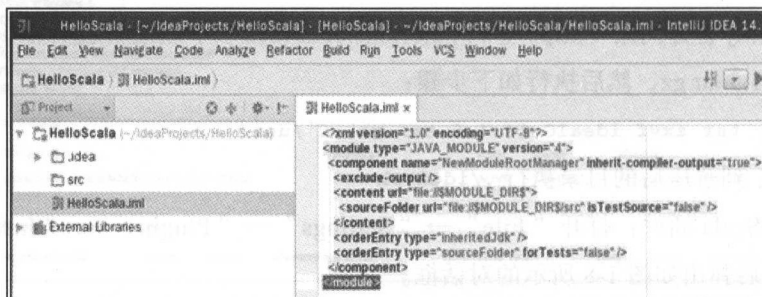 HelloScala - [~/IdeaProjects/HelloScala] - [HelloScala] - ~/IdeaProjects/HelloScala/HelloScala.iml - IntelliJ IDEA 14.
File Edit View Navigate Code Analyze Refactor Build Run Tools VCS Window Help
HelloScala HelloScala.iml
Project HelloScala.iml ×
HelloScala (~/IdeaProjects/HelloScala)
.idea
src
HelloScala.iml
External Libraries
<?xml version="1.0" encoding="UTF-8"?>
<module type="JAVA_MODULE" version="4">
<component name="NewModuleRootManager" inherit-compiler-output="true">
<exclude-output />
<content url="file://$MODULE_DIR$">
<sourceFolder url="file://$MODULE_DIR$/src" isTestSource="false" />
</content>
<orderEntry type="inheritedJdk" />
<orderEntry type="sourceFolder" forTests="false" />
</component>
</module>